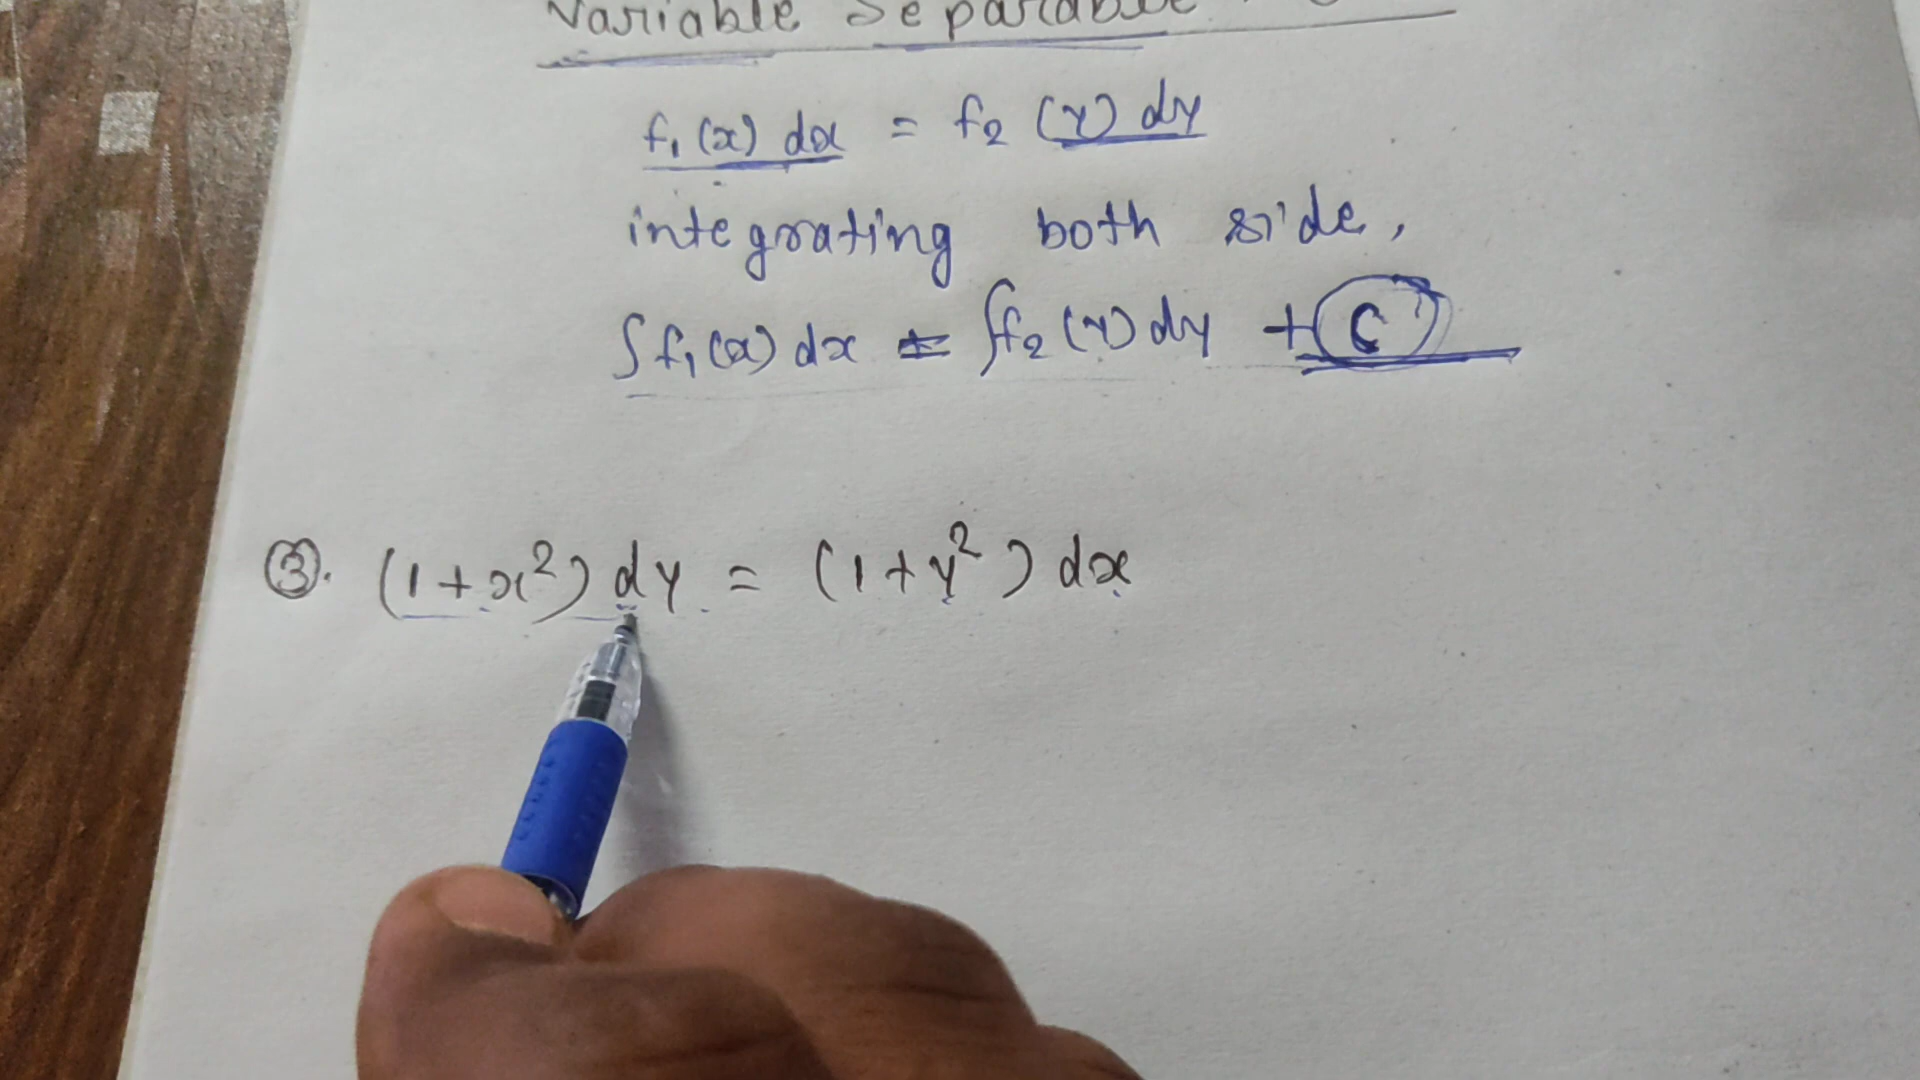 Variable Separable
f₁(x) dx = f₂ (y) dy
integrating both side,
∫f₁(x) dx = ∫f₂(y) dy + C
③. (1+x²) dy = (1+y²) dx